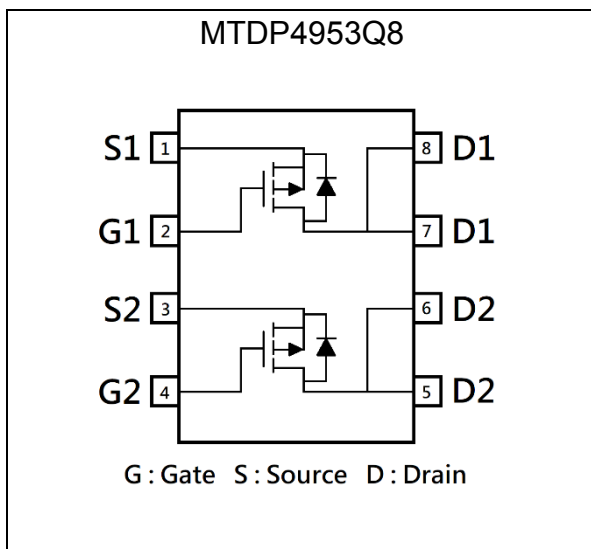 MTDP4953Q8
S1 1 8 D1
G1 2 7 D1
S2 3 6 D2
G2 4 5 D2
G : Gate S : Source D : Drain